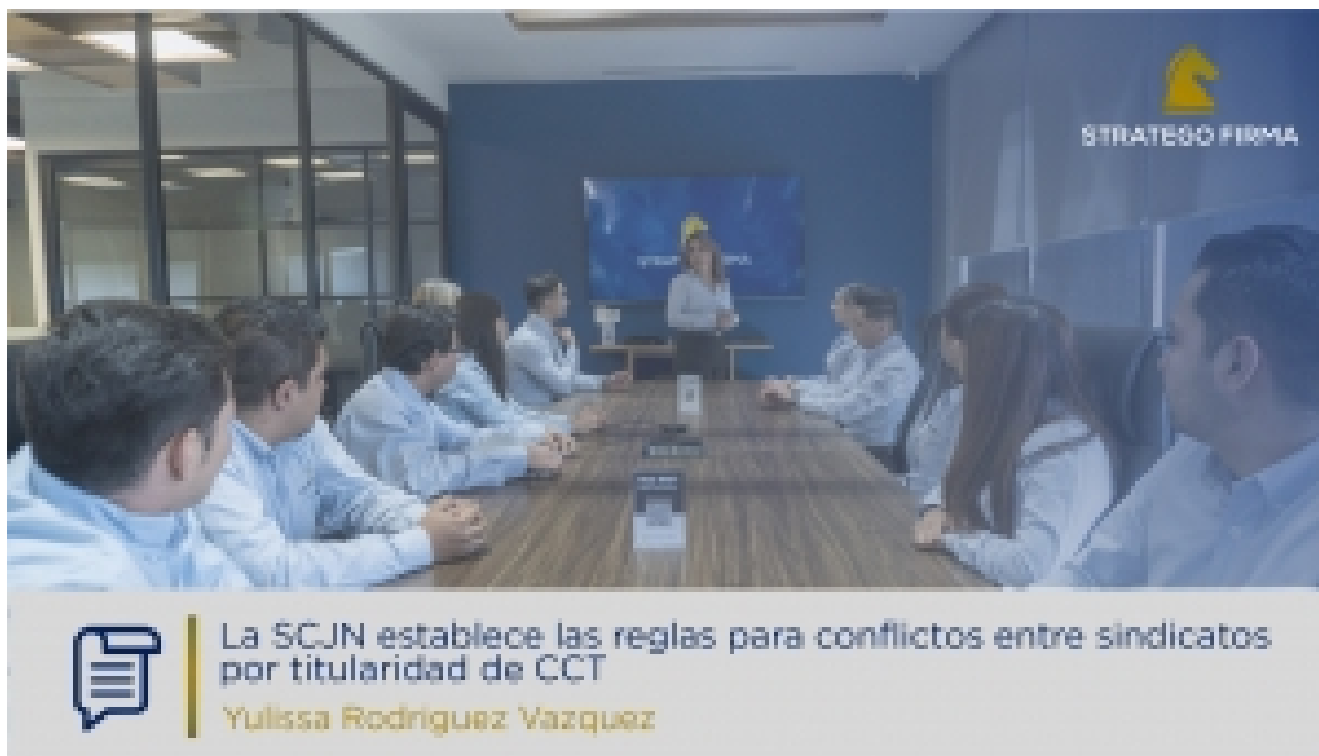 STRATEGO FIRMA
La SCJN establece las reglas para conflictos entre sindicatos
por titularidad de CCT
Yulissa Rodriguez Vazquez